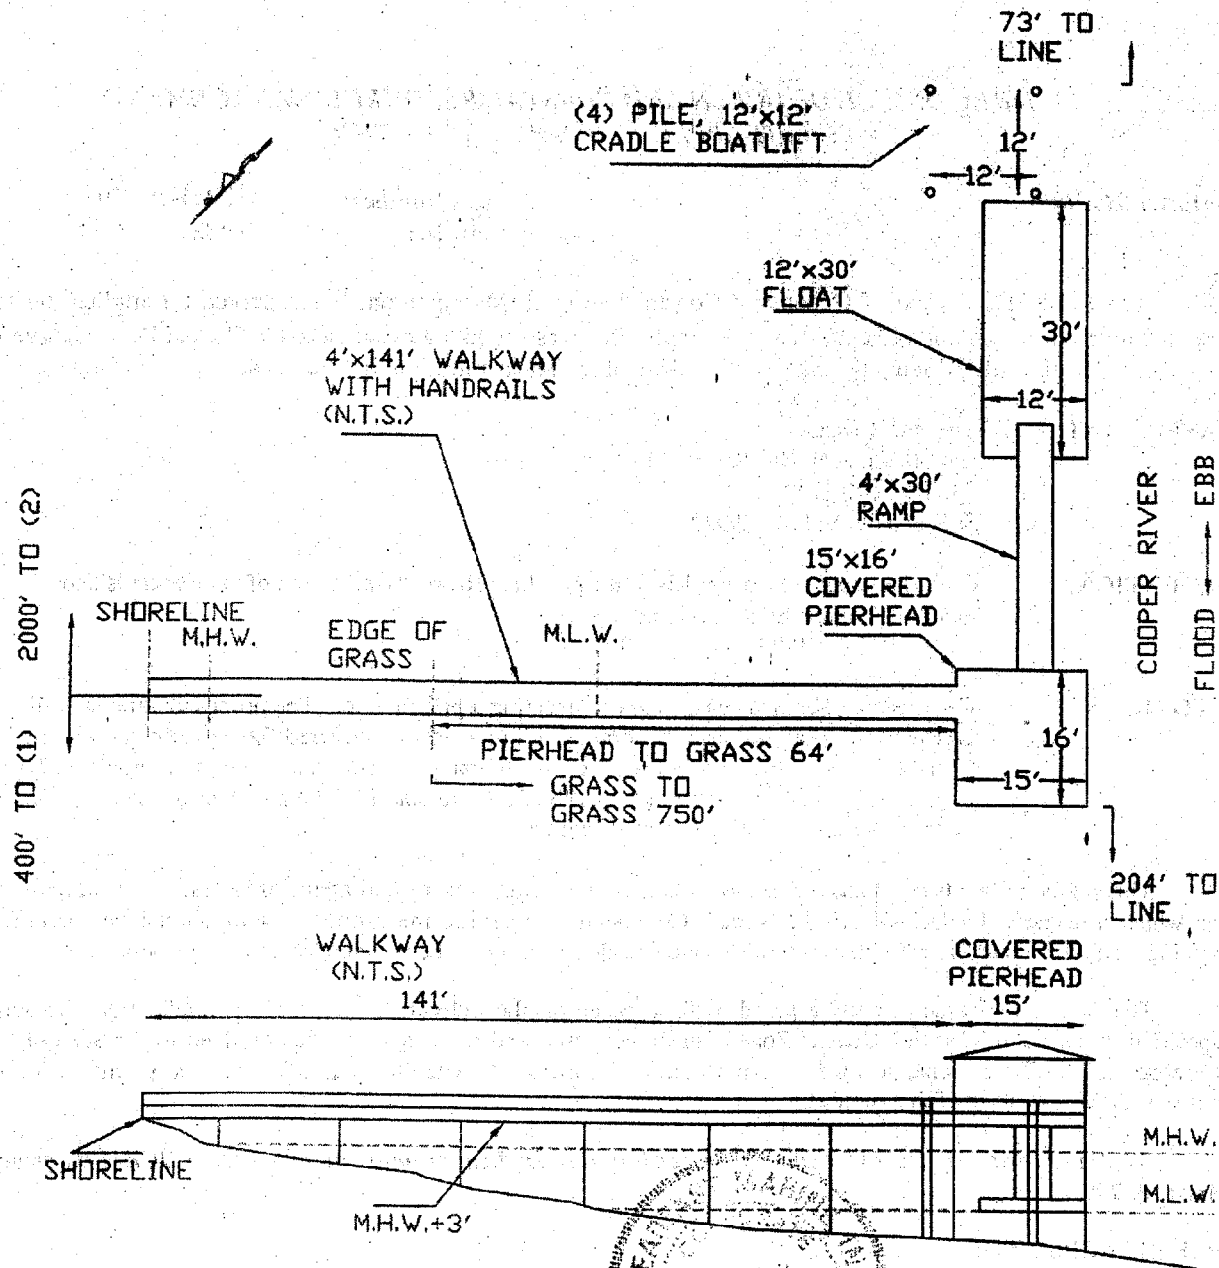 73' TO
LINE
(4) PILE, 12'x12'
CRADLE BOATLIFT
12'
12'
12'x30'
FLOAT
30'
12'
4'x141' WALKWAY
WITH HANDRAILS
(N.T.S.)
4'x30'
RAMP
15'x16'
COVERED
PIERHEAD
COOPER RIVER
FLOOD EBB
400' TO (1) 2000' TO (2)
SHORELINE
M.H.W.
EDGE OF
GRASS
M.L.W.
PIERHEAD TO GRASS 64'
GRASS TO
GRASS 750'
16'
15'
204' TO
LINE
WALKWAY
(N.T.S.)
141'
COVERED
PIERHEAD
15'
SHORELINE
M.H.W.+3'
M.H.W.
M.L.W.